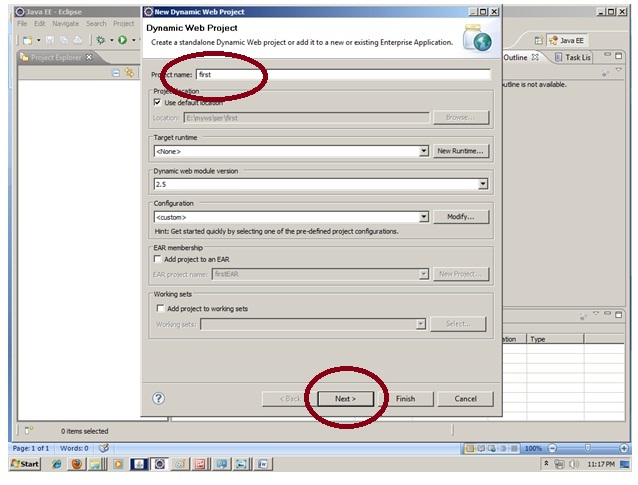 Java EE - Eclipse
New Dynamic Web Project
File Edit Navigate Search Project
Dynamic Web Project
Create a standalone Dynamic Web project or add it to a new or existing Enterprise Application.
Java EE
Project Explorer
Outline
Task Lis
Project name: first
utline is not available.
Project location
Use default location
Location: E:\myws\ser\first
Browse...
Target runtime
<None>
New Runtime...
Dynamic web module version
2.5
Configuration
<custom>
Modify...
Hint: Get started quickly by selecting one of the pre-defined project configurations.
EAR membership
Add project to an EAR
EAR project name: firstEAR
New Project...
Working sets
Add project to working sets
Working sets:
Select...
ation Type
?
< Back
Next >
Finish
Cancel
0 items selected
Page: 1 of 1 Words: 0
100%
Start
11:17 PM